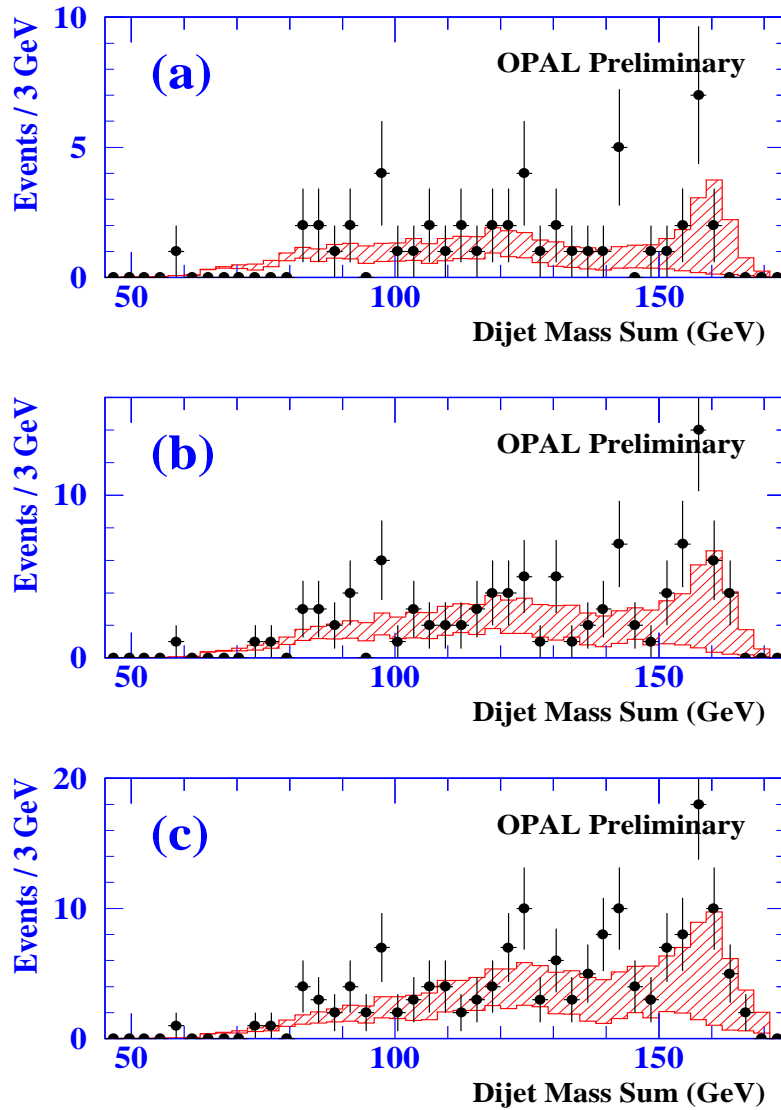 10
(a)
OPAL Preliminary
Events / 3 GeV
5
0
50
100
150
Dijet Mass Sum (GeV)
(b)
OPAL Preliminary
Events / 3 GeV
10
0
50
100
150
Dijet Mass Sum (GeV)
20
(c)
OPAL Preliminary
Events / 3 GeV
10
0
50
100
150
Dijet Mass Sum (GeV)